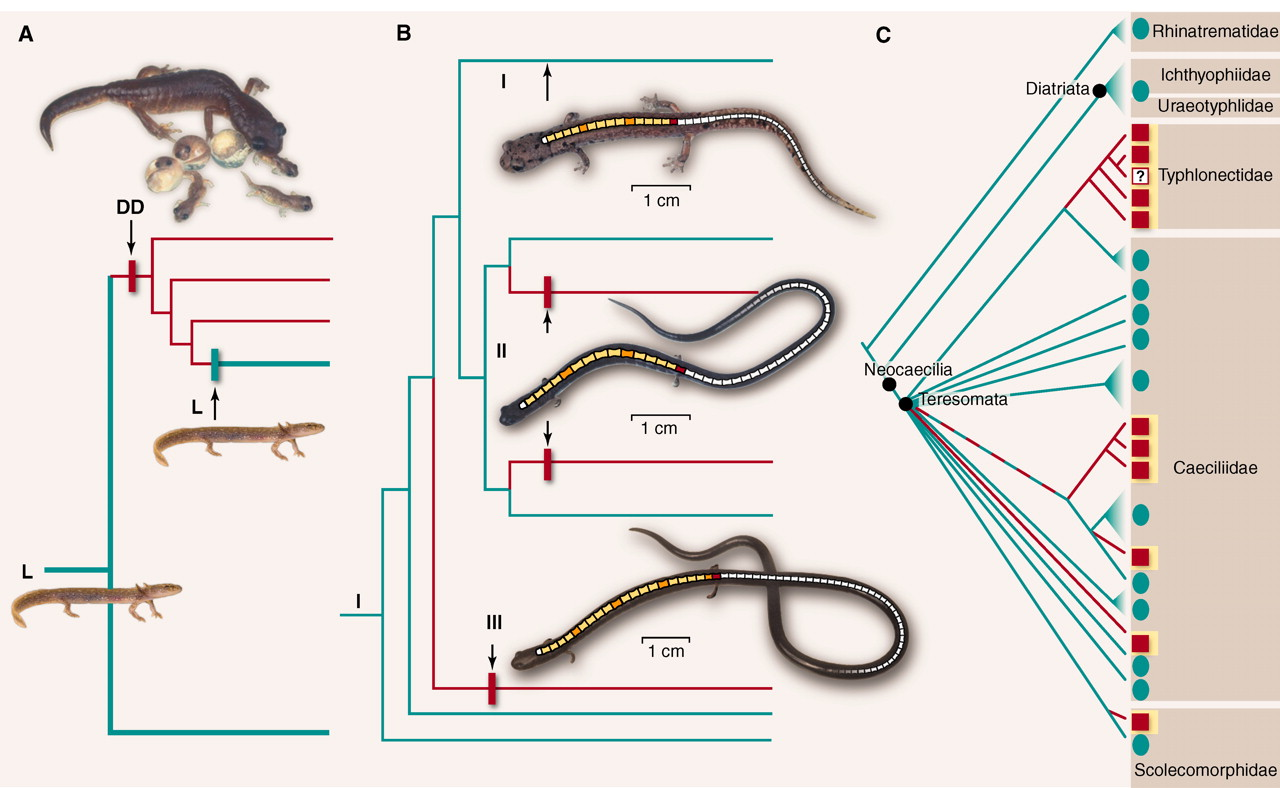 A
DD
L
L
B
I
1 cm
II
1 cm
III
1 cm
I
C
Diatriata
Neocaecilia
Teresomata
Rhinatrematidae
Ichthyophiidae
Uraeotyphlidae
?
Typhlonectidae
Caeciliidae
Scolecomorphidae